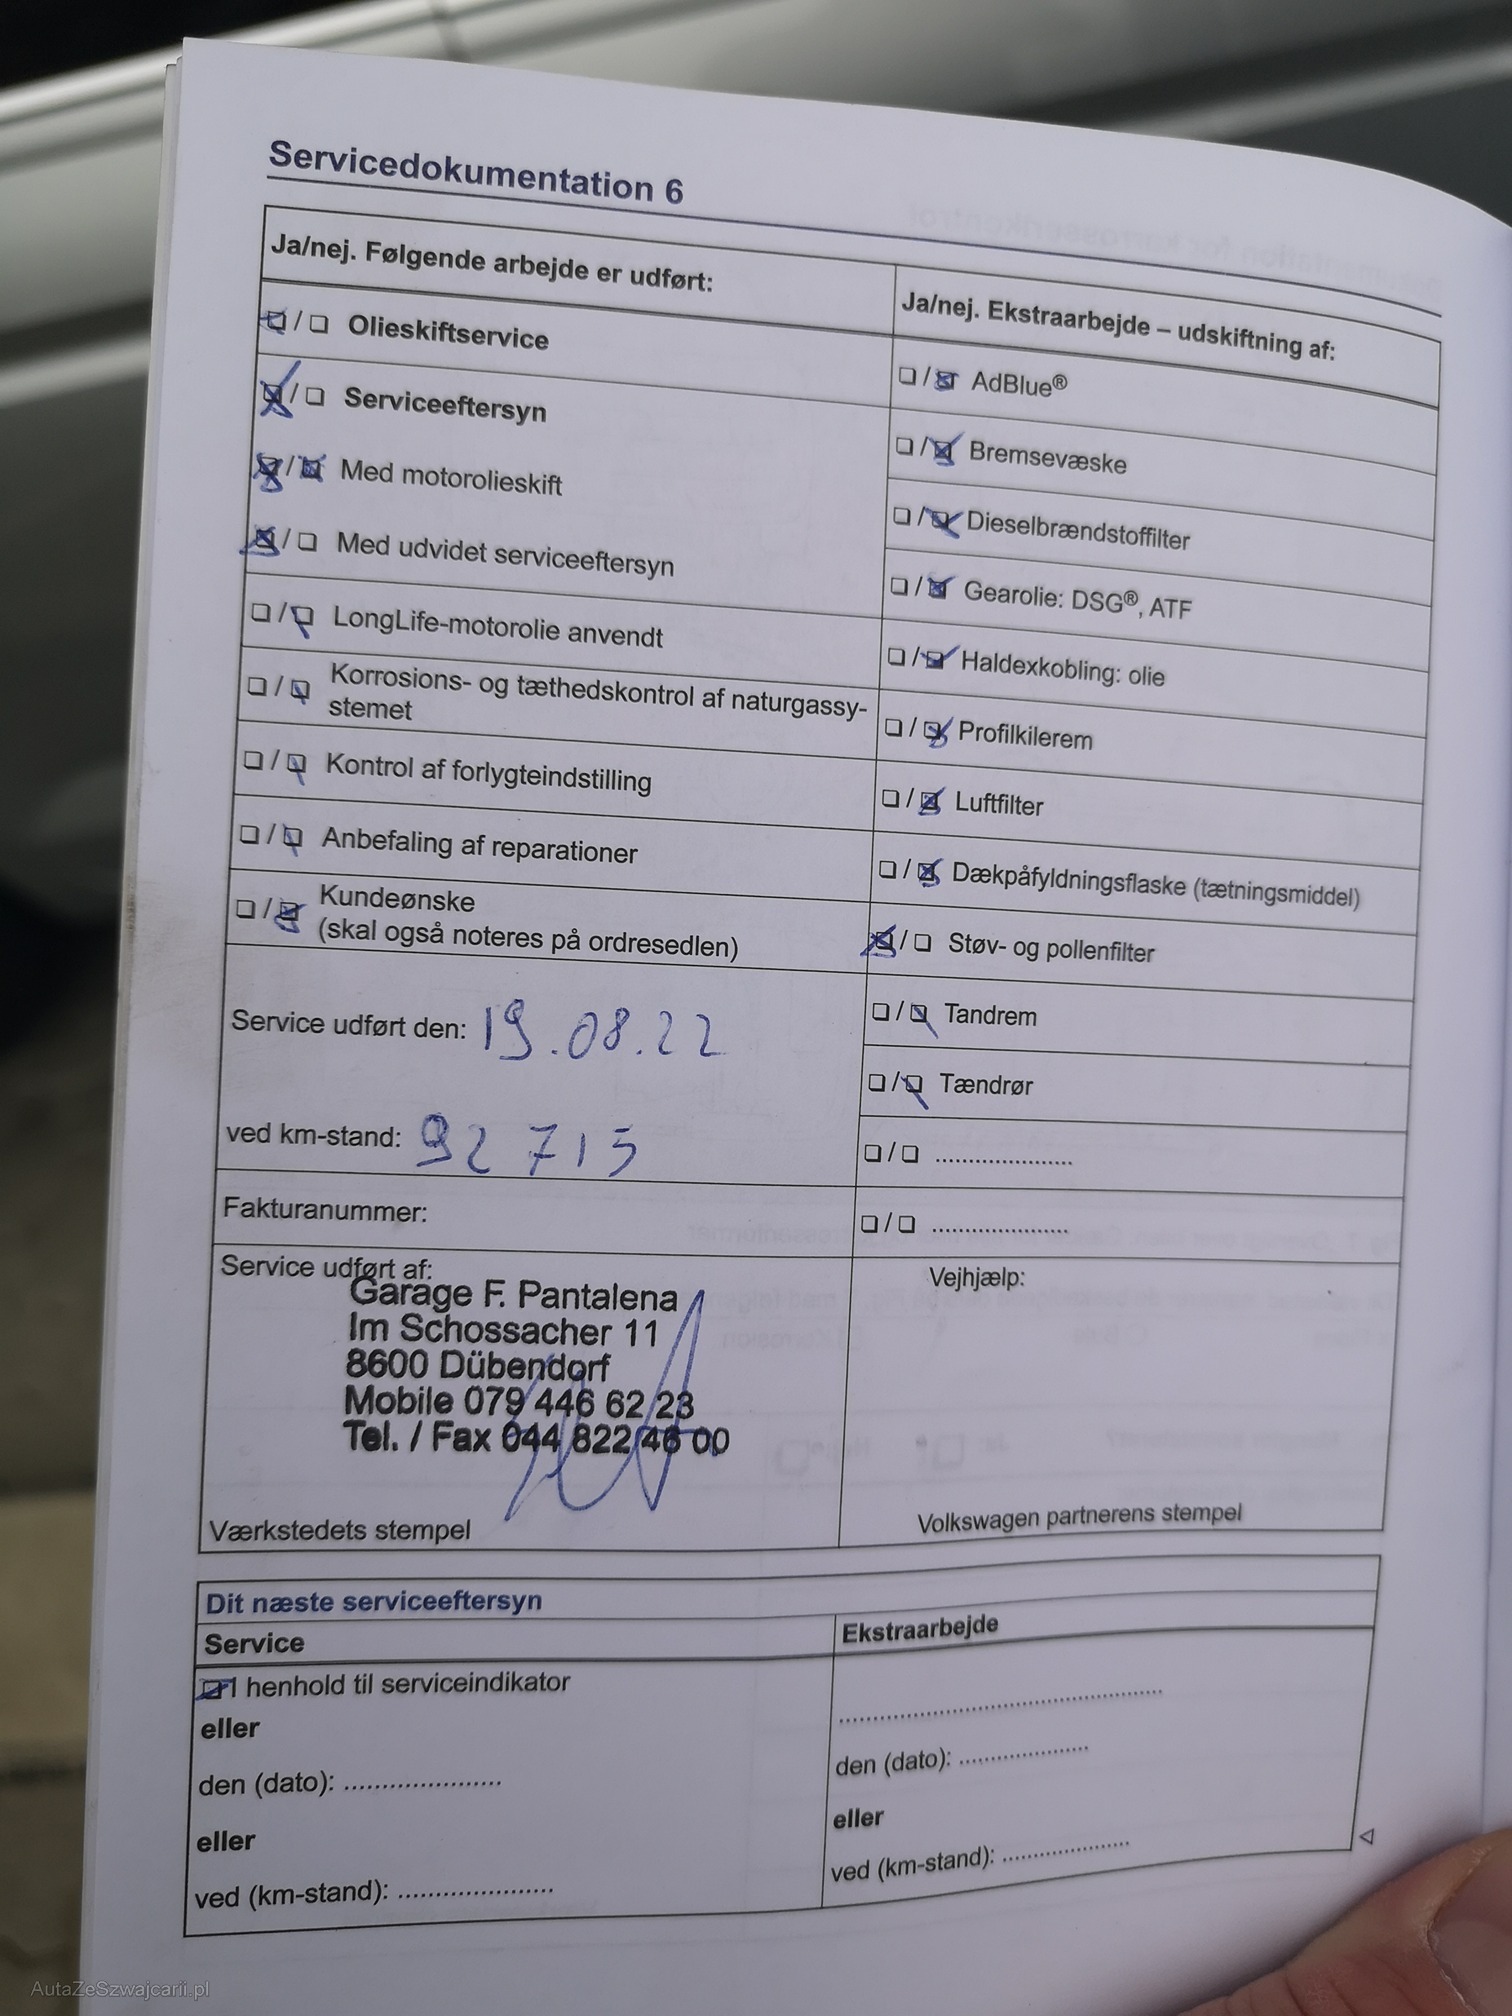 Servicedokumentation 6
Ja/nej. Følgende arbejde er udført:
☒/☐ Olieskiftservice
☒/☐ Serviceeftersyn
☒/☒ Med motorolieskift
☒/☐ Med udvidet serviceeftersyn
☐/☒ LongLife-motorolie anvendt
☐/☒ Korrosions- og tæthedskontrol af naturgassy-
stemet
☐/☒ Kontrol af forlygteindstilling
☐/☒ Anbefaling af reparationer
☐/☒ Kundeønske
(skal også noteres på ordresedlen)
Service udført den: 19.08.22
ved km-stand: 92 715
Fakturanummer:
Ja/nej. Ekstraarbejde – udskiftning af:
☐/☒ AdBlue®
☐/☒ Bremsevæske
☐/☒ Dieselbrændstoffilter
☐/☒ Gearolie: DSG®, ATF
☐/☒ Haldexkobling: olie
☐/☒ Profilkilerem
☐/☒ Luftfilter
☐/☒ Dækpåfyldningsflaske (tætningsmiddel)
☒/☐ Støv- og pollenfilter
☐/☒ Tandrem
☐/☒ Tændrør
☐/☐ .....................
☐/☐ .....................
Service udført af:
Garage F. Pantalena
Im Schossacher 11
8600 Dübendorf
Mobile 079 446 62 23
Tel. / Fax 044 822 46 00
Værkstedets stempel
Vejhjælp:
Volkswagen partnerens stempel
Dit næste serviceeftersyn
Service
☒ I henhold til serviceindikator
eller
den (dato): .....................
eller
ved (km-stand): .....................
Ekstraarbejde
..................................................
den (dato): .....................
eller
ved (km-stand): .....................
AutaZeSzwajcarii.pl